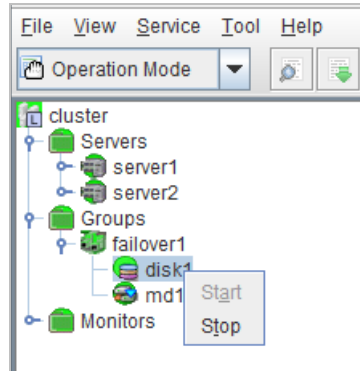 File View Service Tool Help
Operation Mode
L cluster
Servers
server1
server2
Groups
failover1
disk1
md1
Start
Stop
Monitors